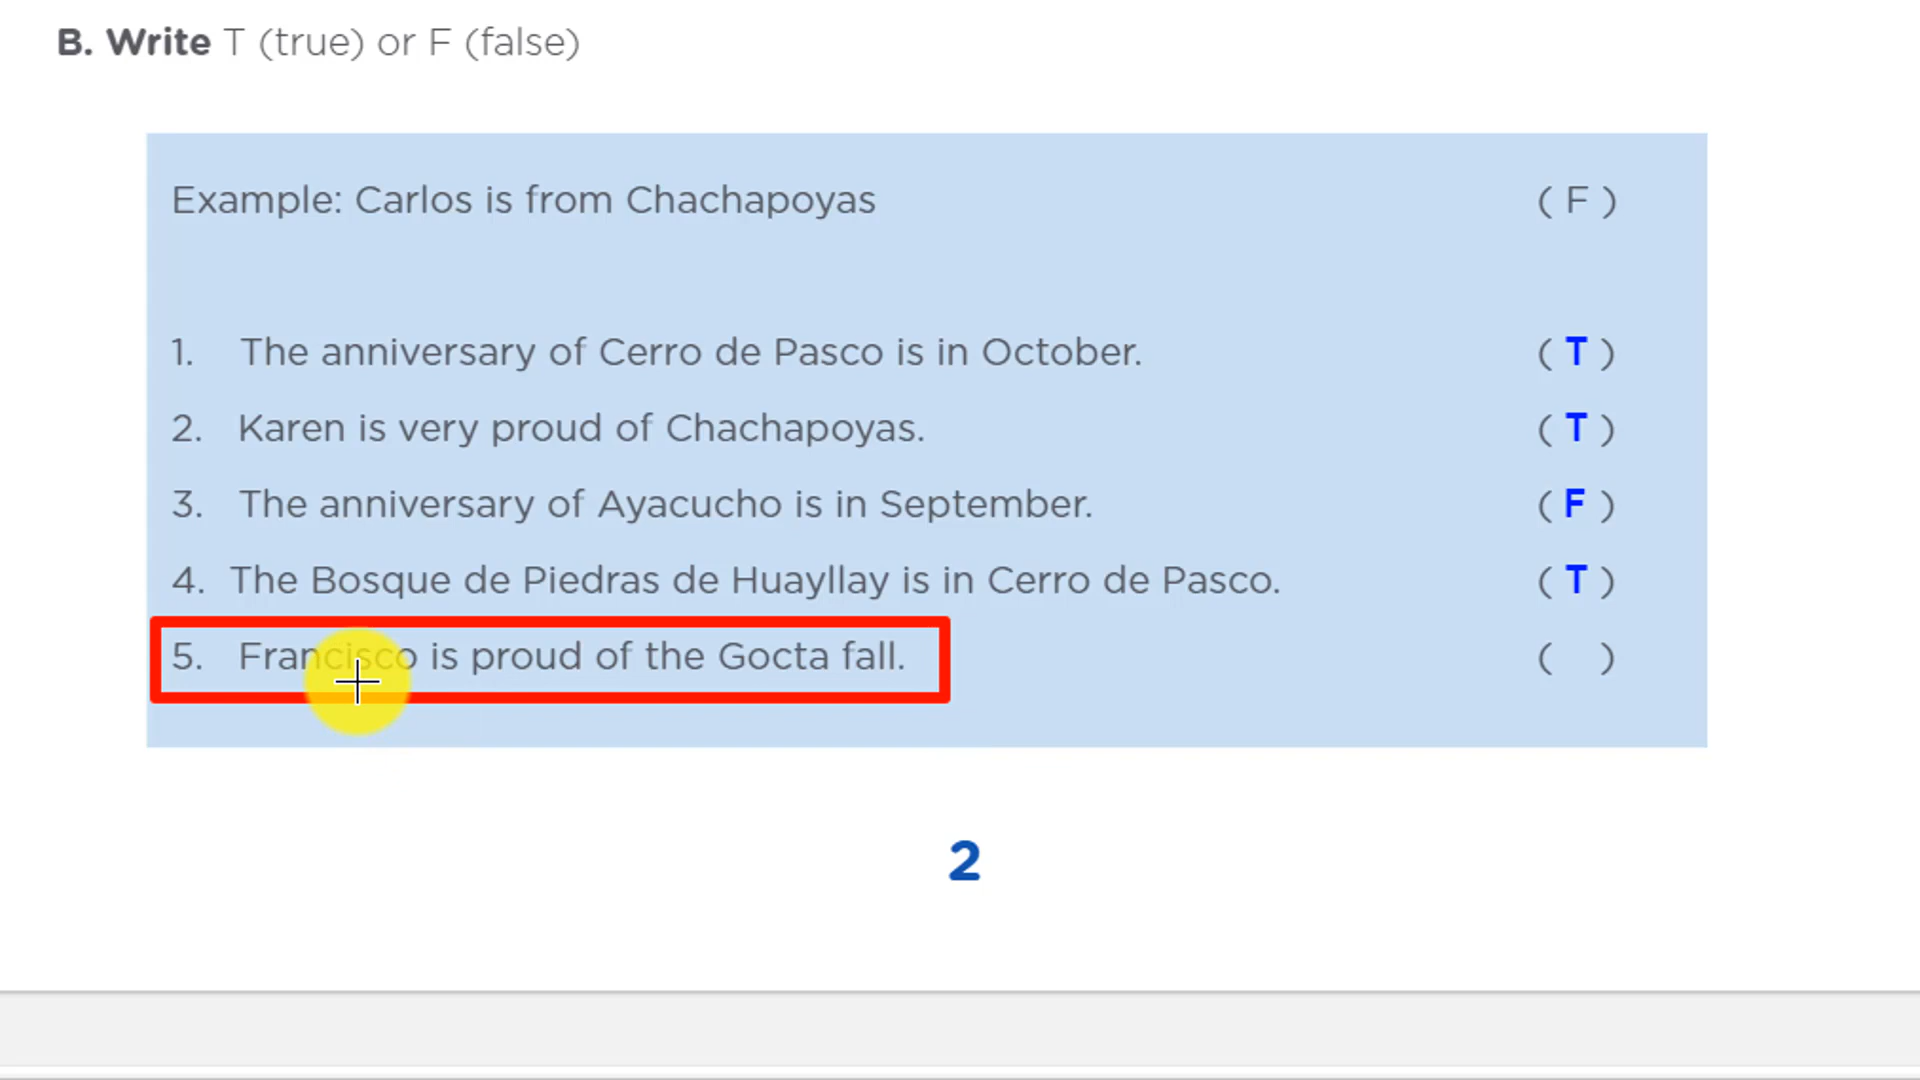 B. Write T (true) or F (false)
Example: Carlos is from Chachapoyas ( F )
1. The anniversary of Cerro de Pasco is in October. ( T )
2. Karen is very proud of Chachapoyas. ( T )
3. The anniversary of Ayacucho is in September. ( F )
4. The Bosque de Piedras de Huayllay is in Cerro de Pasco. ( T )
5. Francisco is proud of the Gocta fall. ( )
2